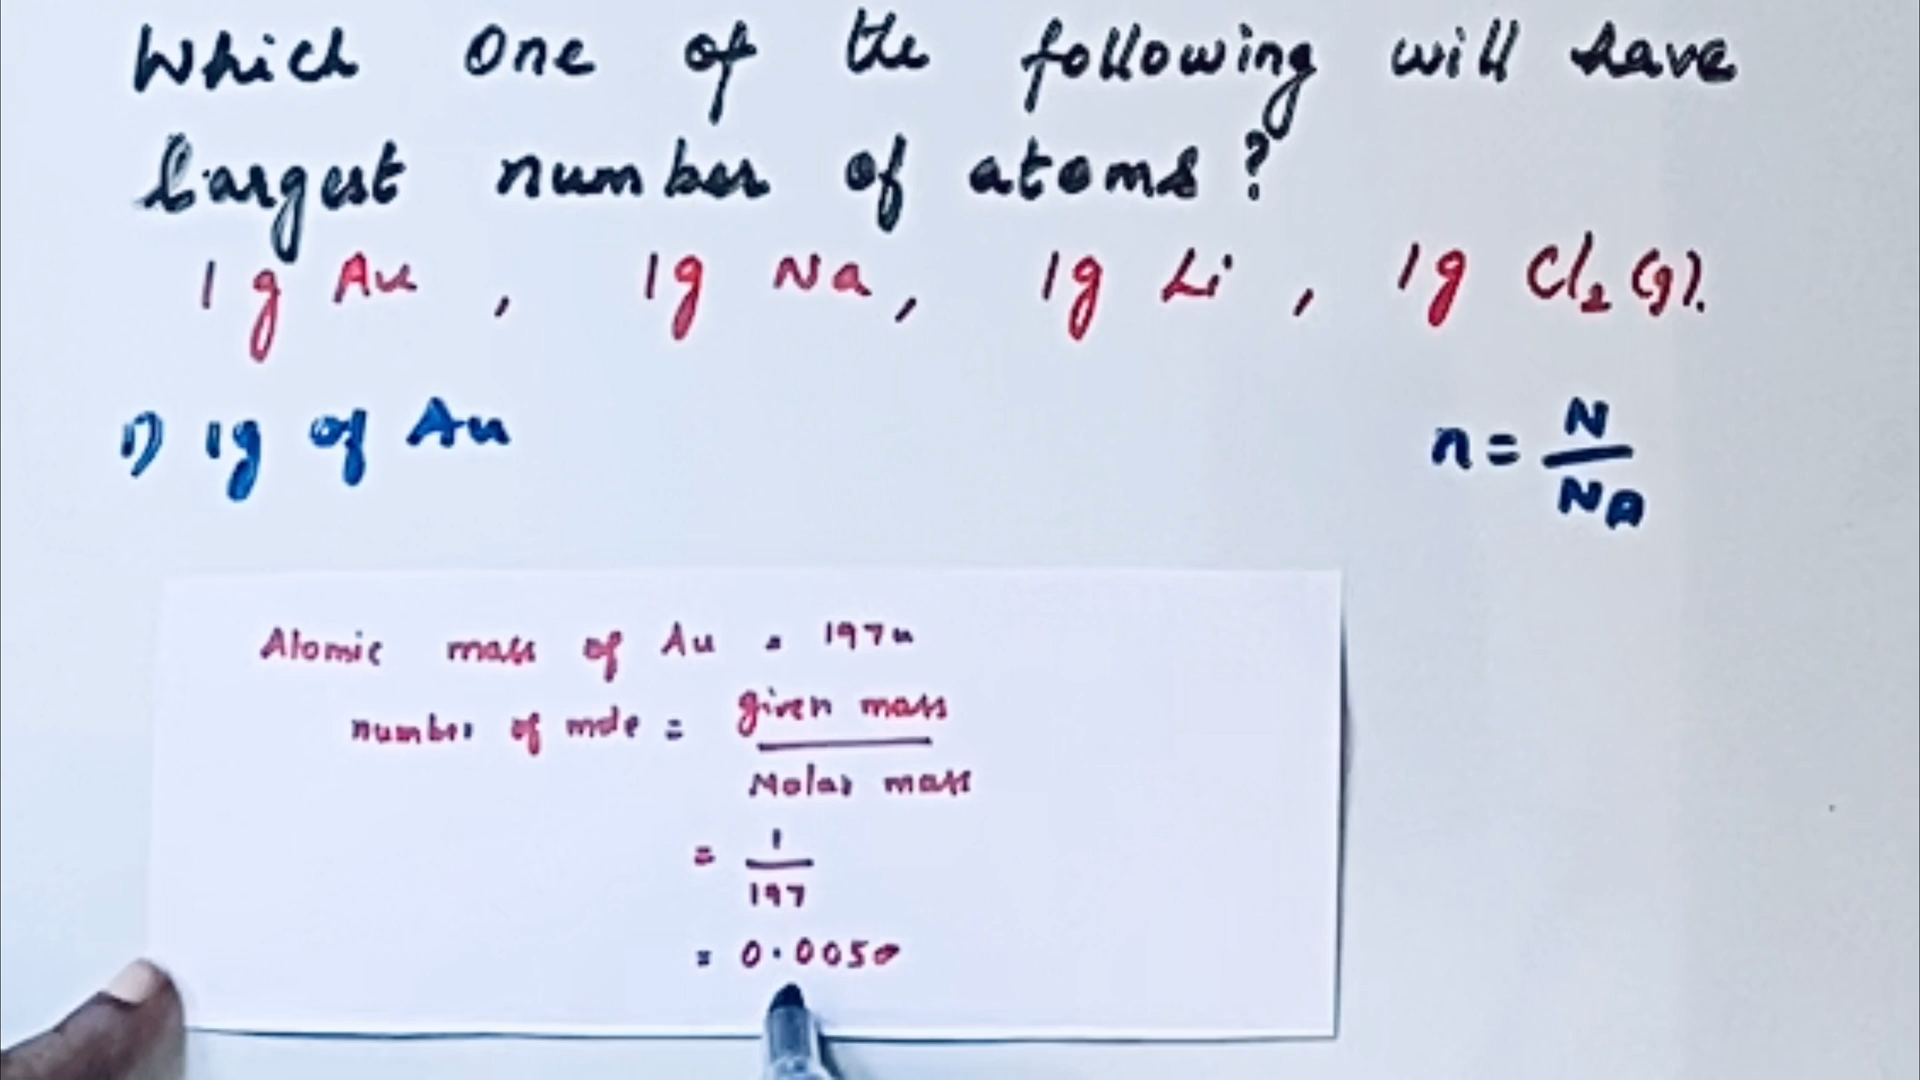 Which One of the following will have
largest number of atoms?
1g Au, 1g Na, 1g Li, 1g Cl₂(g).
1) 1g of Au
n = N / NA
Atomic mass of Au = 197u
number of mole = given mass / Molar mass
= 1 / 197
= 0.0050